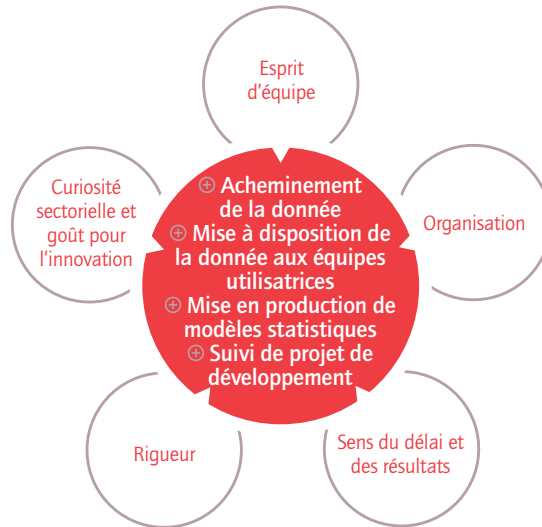 Esprit
d'équipe
Curiosité
sectorielle et
goût pour
l'innovation
⊕ Acheminement
de la donnée
⊕ Mise à disposition de
la donnée aux équipes
utilisatrices
⊕ Mise en production de
modèles statistiques
⊕ Suivi de projet de
développement
Organisation
Rigueur
Sens du délai et
des résultats